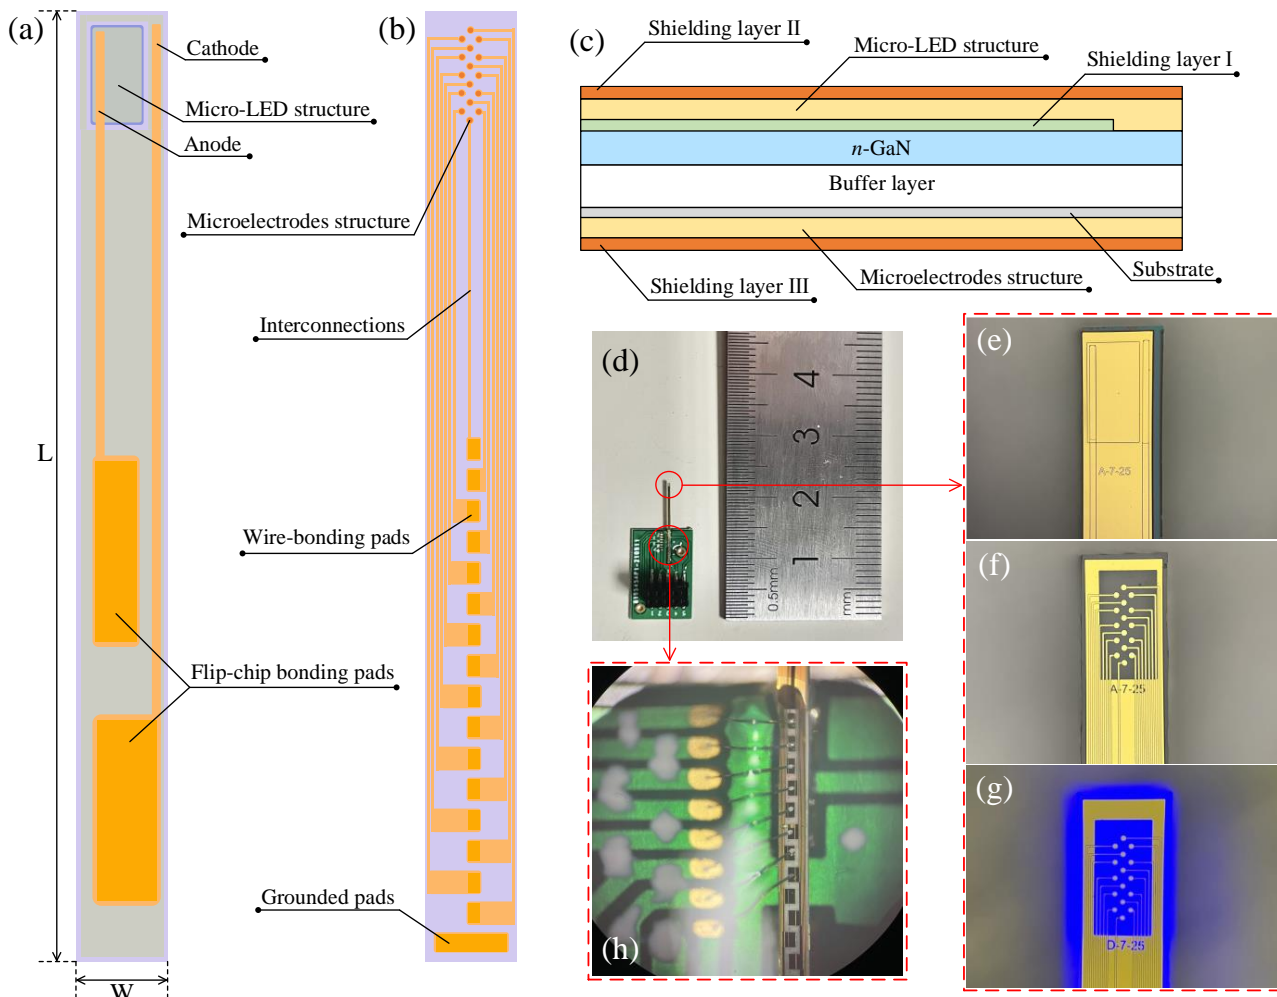 (a)
L
Cathode
Micro-LED structure
Anode
Flip-chip bonding pads
W
(b)
Microelectrodes structure
Interconnections
Wire-bonding pads
Grounded pads
(c)
Shielding layer II
Micro-LED structure
Shielding layer I
n-GaN
Buffer layer
Substrate
Microelectrodes structure
Shielding layer III
(d)
4
3
2
1
0.5mm
mm
(e)
A-7-25
(f)
A-7-25
(g)
D-7-25
(h)